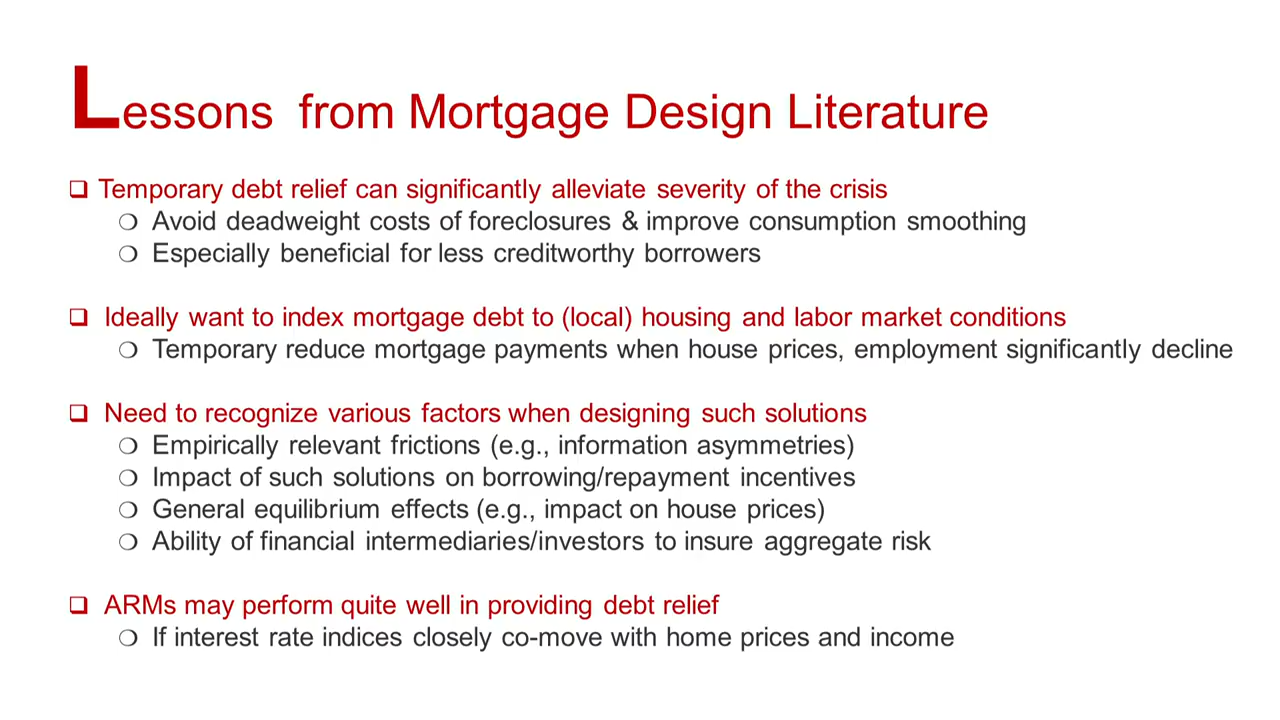 Lessons from Mortgage Design Literature
❑ Temporary debt relief can significantly alleviate severity of the crisis
❍ Avoid deadweight costs of foreclosures & improve consumption smoothing
❍ Especially beneficial for less creditworthy borrowers
❑ Ideally want to index mortgage debt to (local) housing and labor market conditions
❍ Temporary reduce mortgage payments when house prices, employment significantly decline
❑ Need to recognize various factors when designing such solutions
❍ Empirically relevant frictions (e.g., information asymmetries)
❍ Impact of such solutions on borrowing/repayment incentives
❍ General equilibrium effects (e.g., impact on house prices)
❍ Ability of financial intermediaries/investors to insure aggregate risk
❑ ARMs may perform quite well in providing debt relief
❍ If interest rate indices closely co-move with home prices and income